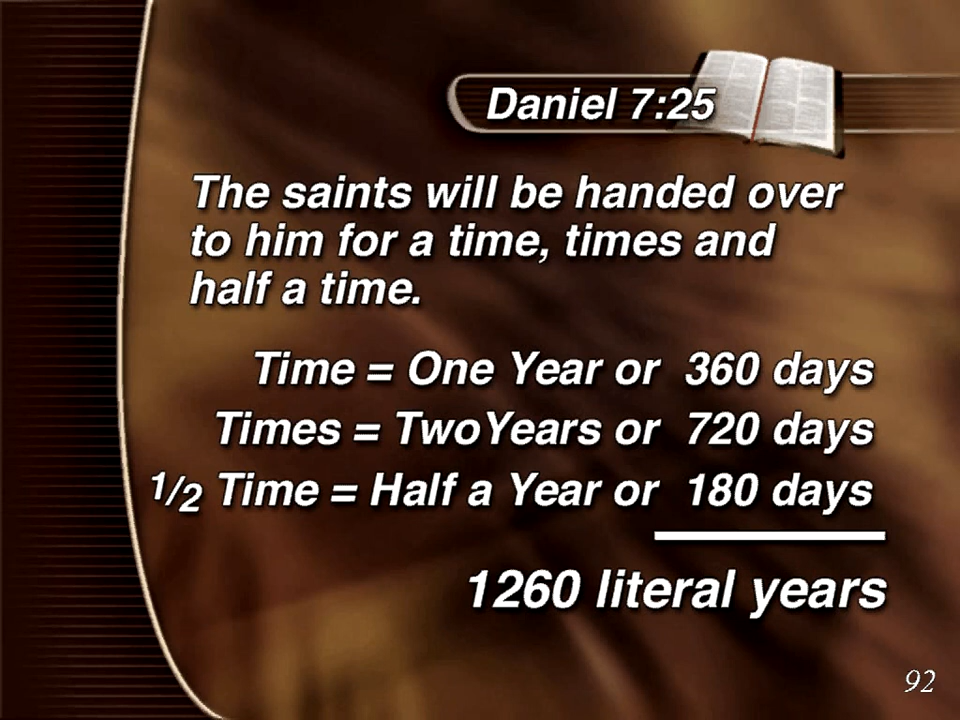 Daniel 7:25
The saints will be handed over
to him for a time, times and
half a time.
Time = One Year or 360 days
Times = TwoYears or 720 days
1/2 Time = Half a Year or 180 days
1260 literal years
92